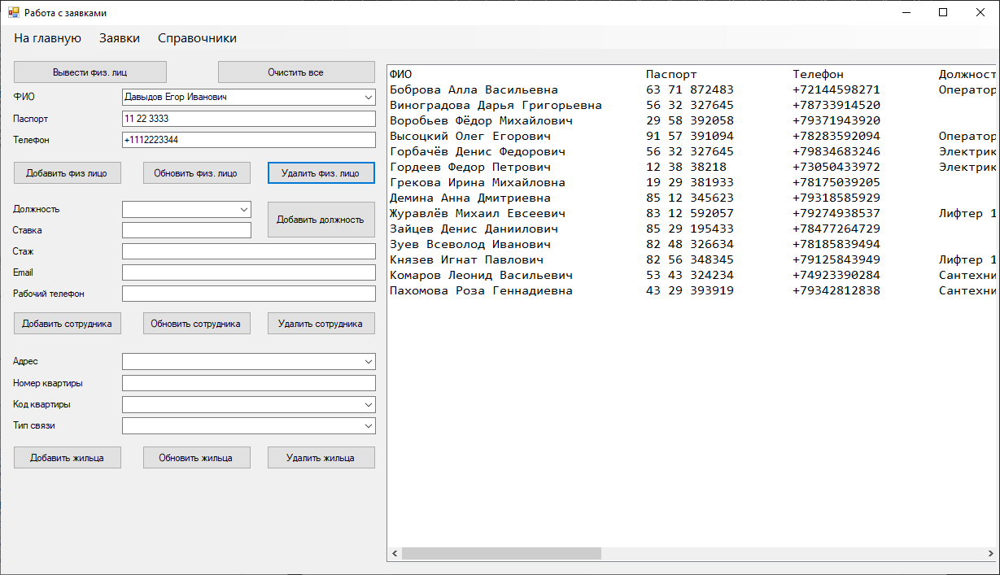 Работа с заявками
На главную Заявки Справочники
Вывести физ. лиц Очистить все
ФИО Давыдов Егор Иванович
Паспорт 11 22 3333
Телефон +1112223344
Добавить физ лицо Обновить физ. лицо Удалить физ. лицо
Должность
Ставка
Добавить должность
Стаж
Email
Рабочий телефон
Добавить сотрудника Обновить сотрудника Удалить сотрудника
Адрес
Номер квартиры
Код квартиры
Тип связи
Добавить жильца Обновить жильца Удалить жильца
ФИО Паспорт Телефон Должност
Боброва Алла Васильевна 63 71 872483 +72144598271 Оператор
Виноградова Дарья Григорьевна 56 32 327645 +78733914520
Воробьев Фёдор Михайлович 29 58 392058 +79371943920
Высоцкий Олег Егорович 91 57 391094 +78283592094 Оператор
Горбачёв Денис Федорович 56 32 327645 +79834683246 Электрик
Гордеев Федор Петрович 12 38 38218 +73050433972 Электрик
Грекова Ирина Михайловна 19 29 381933 +78175039205
Демина Анна Дмитриевна 85 12 345623 +79318585929
Журавлёв Михаил Евсеевич 83 12 592057 +79274938537 Лифтер 1
Зайцев Денис Даниилович 85 29 195433 +78477264729
Зуев Всеволод Иванович 82 48 326634 +78185839494
Князев Игнат Павлович 82 56 348345 +79125843949 Лифтер 1
Комаров Леонид Васильевич 53 43 324234 +74923390284 Сантехни
Пахомова Роза Геннадиевна 43 29 393919 +79342812838 Сантехни